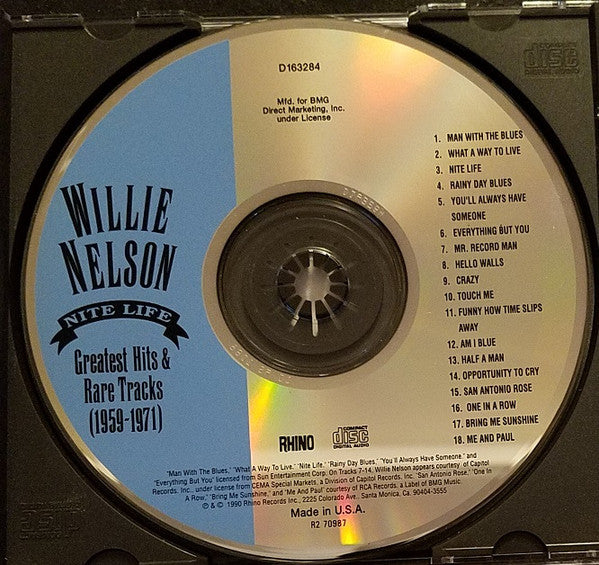 D163284
Mfd. for BMG
Direct Marketing, Inc.
under License
WILLIE
NELSON
NITE LIFE
Greatest Hits &
Rare Tracks
(1959-1971)
1. MAN WITH THE BLUES
2. WHAT A WAY TO LIVE
3. NITE LIFE
4. RAINY DAY BLUES
5. YOU'LL ALWAYS HAVE
SOMEONE
6. EVERYTHING BUT YOU
7. MR. RECORD MAN
8. HELLO WALLS
9. CRAZY
10. TOUCH ME
11. FUNNY HOW TIME SLIPS
AWAY
12. AM I BLUE
13. HALF A MAN
14. OPPORTUNITY TO CRY
15. SAN ANTONIO ROSE
16. ONE IN A ROW
17. BRING ME SUNSHINE
18. ME AND PAUL
RHINO
COMPACT
disc
DIGITAL AUDIO
"Man With The Blues," "What A Way To Live," "Nite Life," "Rainy Day Blues," "You'll Always Have Someone," and
"Everything But You" licensed from Sun Entertainment Corp. On Tracks 7-14, Willie Nelson appears courtesy of Capitol
Records, Inc., under license from CEMA Special Markets, a Division of Capitol Records, Inc. "San Antonio Rose," "One In
A Row," "Bring Me Sunshine," and "Me And Paul" courtesy of RCA Records, a Label of BMG Music.
℗ & © 1990 Rhino Records Inc., 2225 Colorado Ave., Santa Monica, CA. 90404-3555
Made in U.S.A.
R2 70987
COMPACT
disc
DIGITAL AUDIO